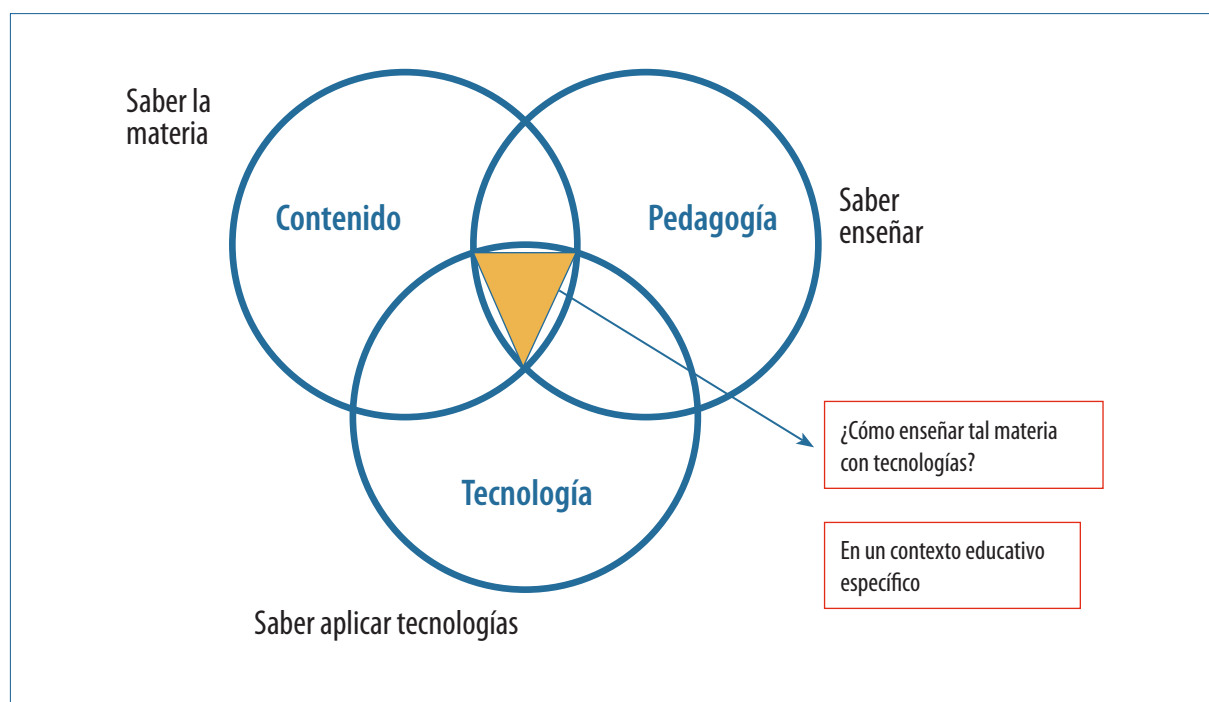 Saber la
materia
Contenido
Pedagogía
Saber
enseñar
¿Cómo enseñar tal materia
con tecnologías?
Tecnología
En un contexto educativo
específico
Saber aplicar tecnologías